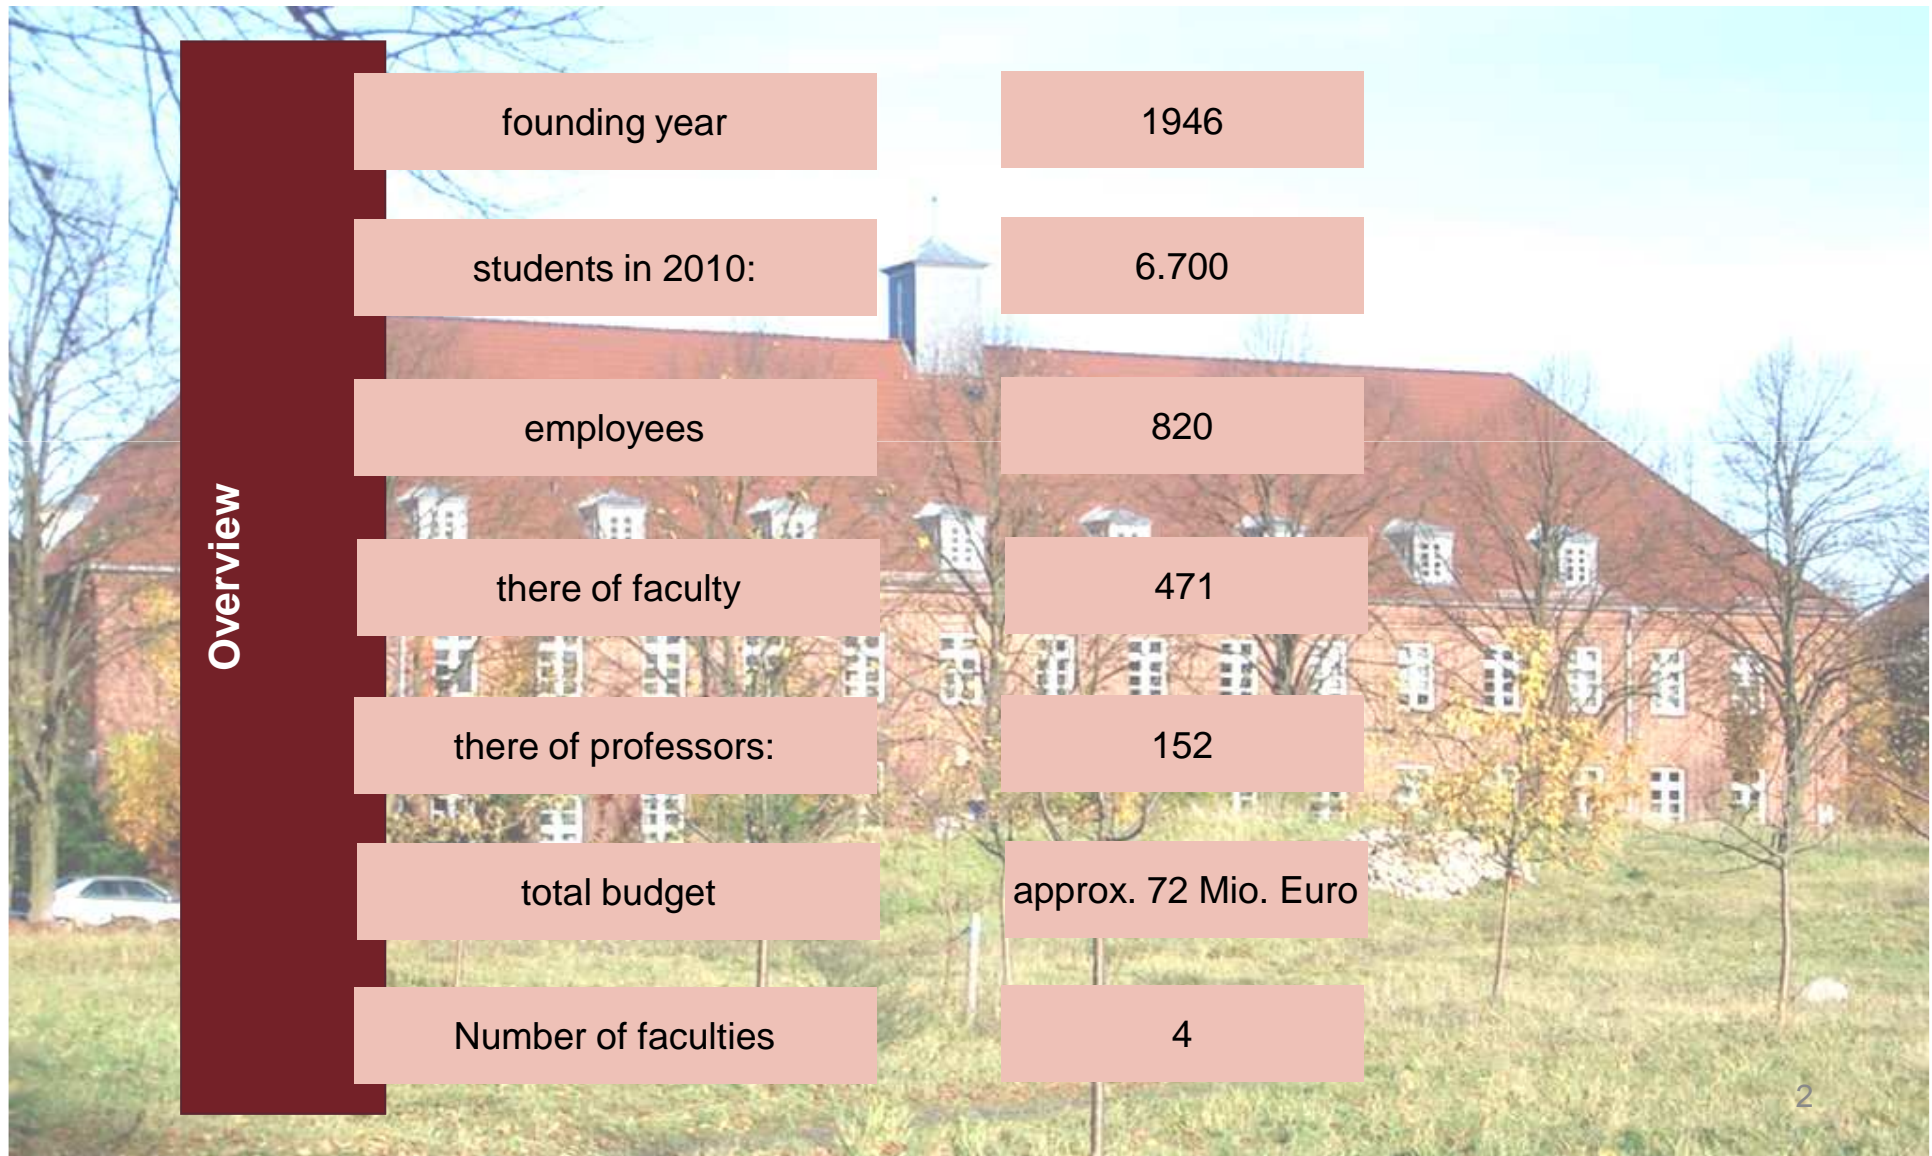 Overview
founding year 1946
students in 2010: 6.700
employees 820
there of faculty 471
there of professors: 152
total budget approx. 72 Mio. Euro
Number of faculties 4
2